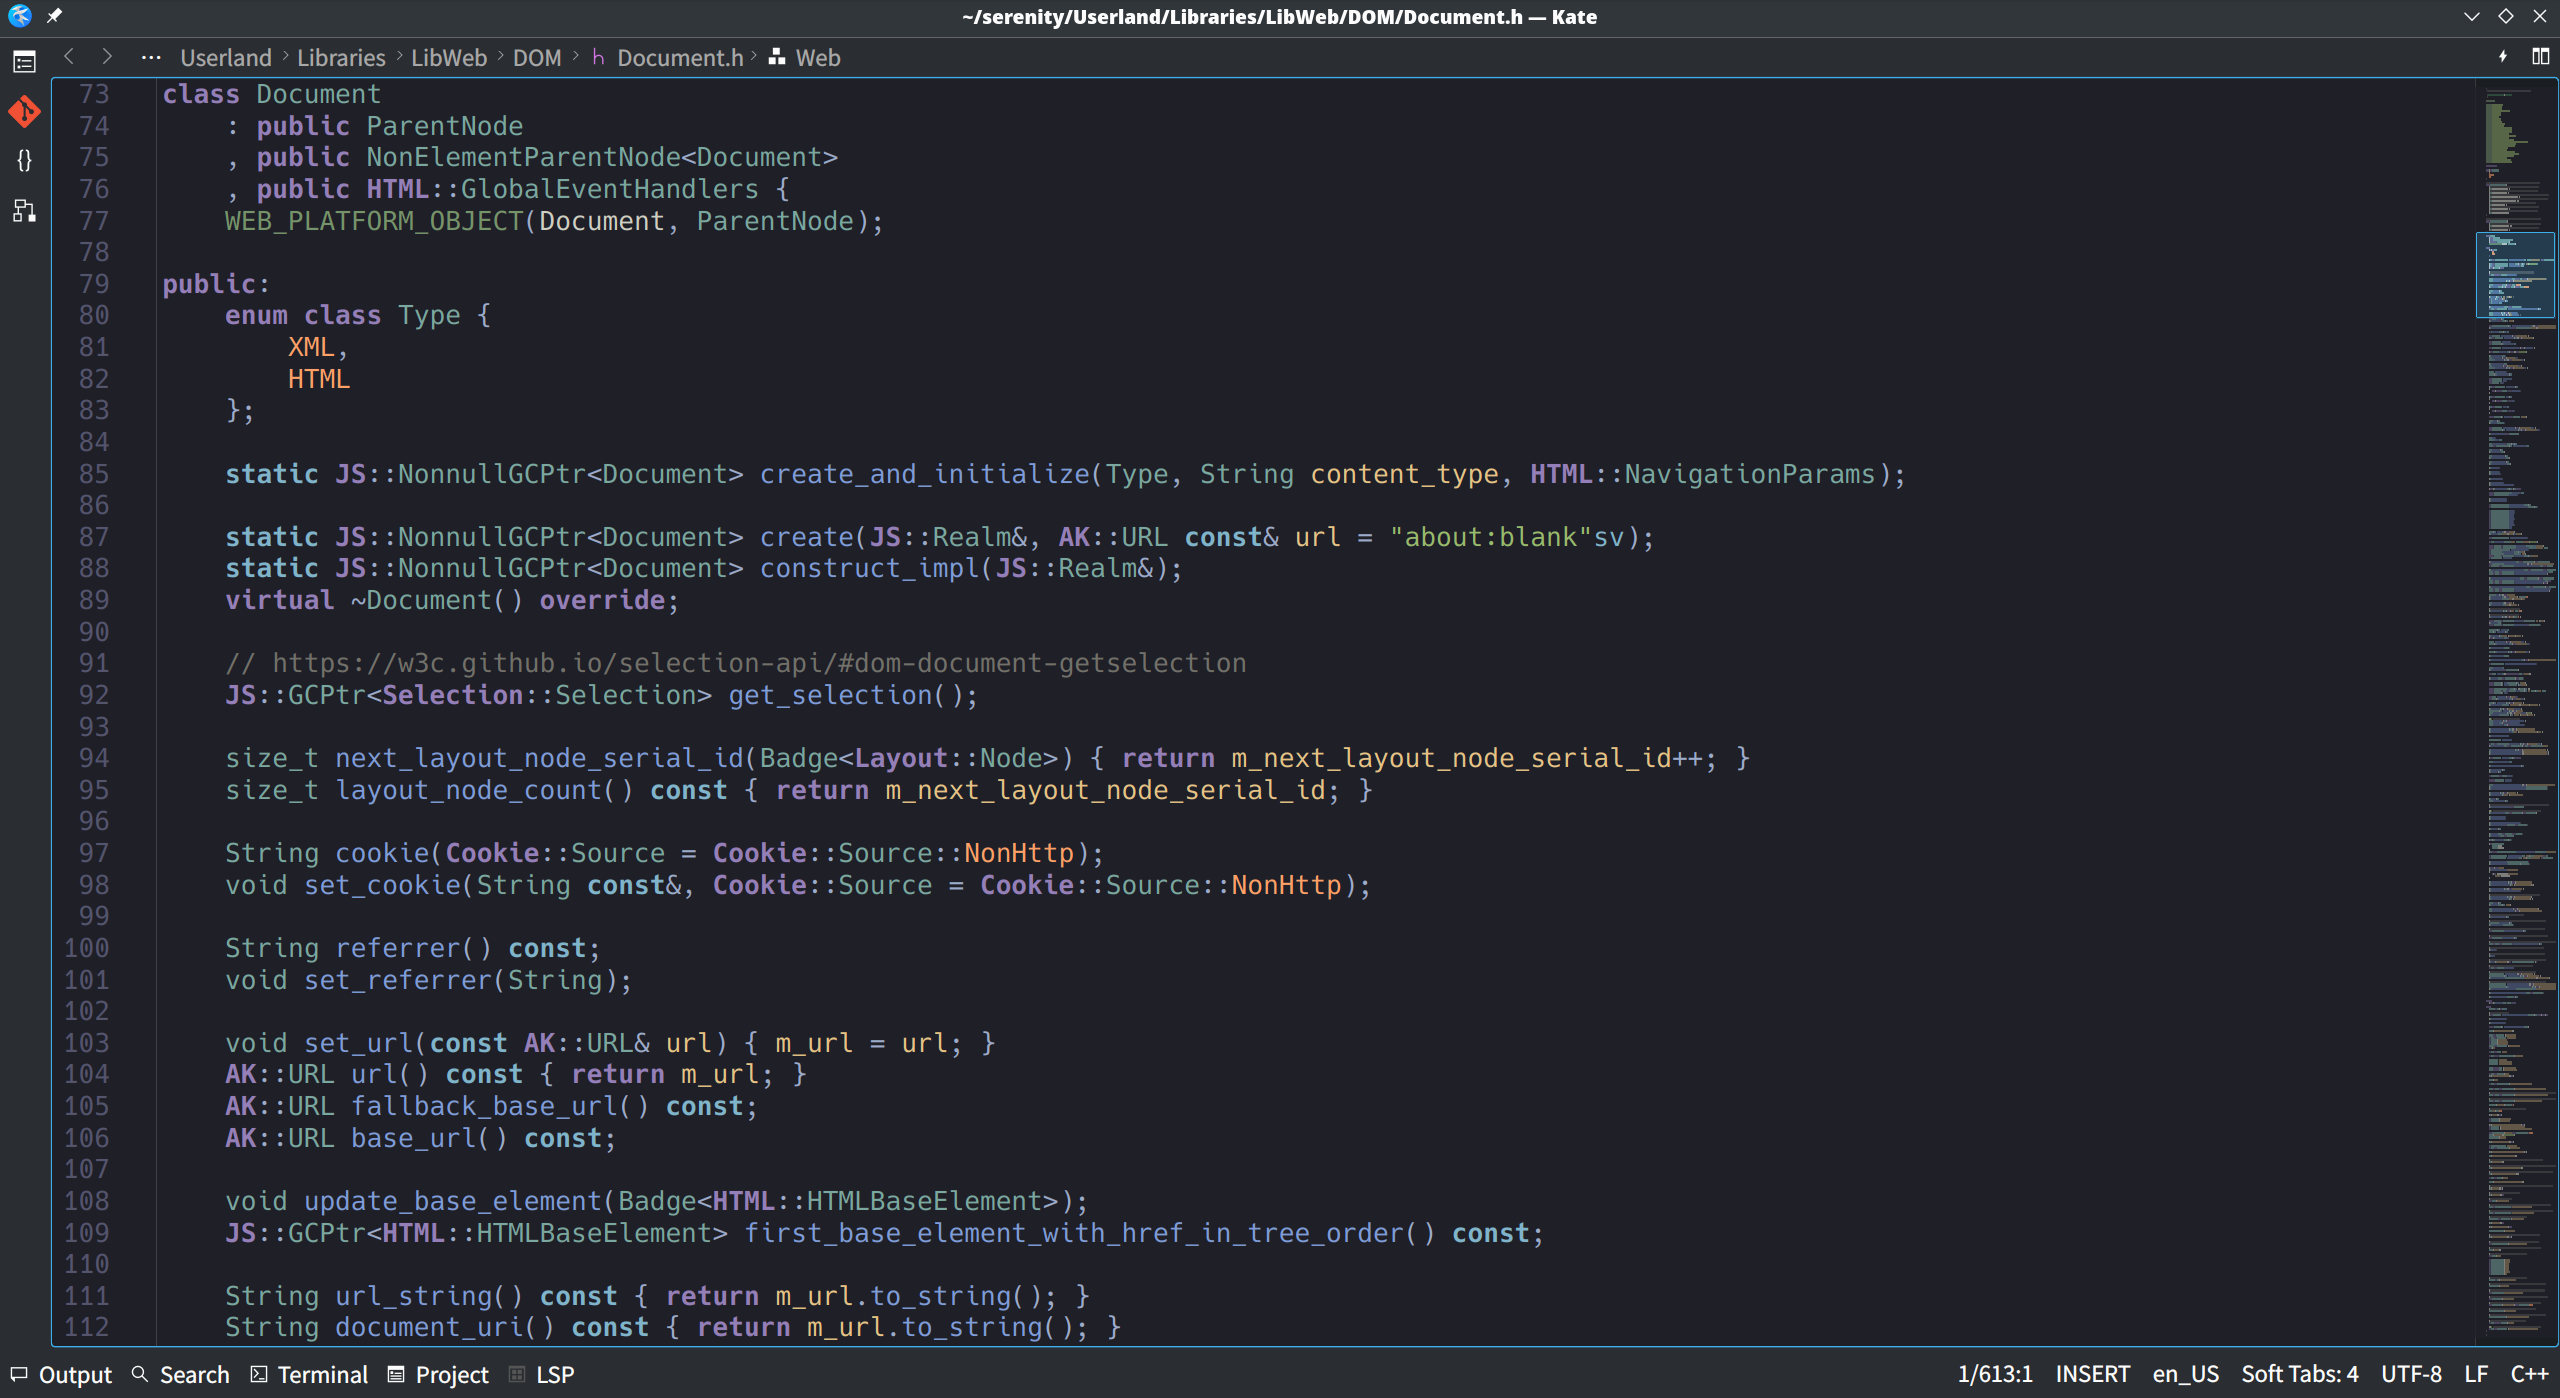 ~/serenity/Userland/Libraries/LibWeb/DOM/Document.h — Kate
··· Userland > Libraries > LibWeb > DOM > h Document.h > Web
73 class Document
74     : public ParentNode
75     , public NonElementParentNode<Document>
76     , public HTML::GlobalEventHandlers {
77     WEB_PLATFORM_OBJECT(Document, ParentNode);
78
79 public:
80     enum class Type {
81         XML,
82         HTML
83     };
84
85     static JS::NonnullGCPtr<Document> create_and_initialize(Type, String content_type, HTML::NavigationParams);
86
87     static JS::NonnullGCPtr<Document> create(JS::Realm&, AK::URL const& url = "about:blank"sv);
88     static JS::NonnullGCPtr<Document> construct_impl(JS::Realm&);
89     virtual ~Document() override;
90
91     // https://w3c.github.io/selection-api/#dom-document-getselection
92     JS::GCPtr<Selection::Selection> get_selection();
93
94     size_t next_layout_node_serial_id(Badge<Layout::Node>) { return m_next_layout_node_serial_id++; }
95     size_t layout_node_count() const { return m_next_layout_node_serial_id; }
96
97     String cookie(Cookie::Source = Cookie::Source::NonHttp);
98     void set_cookie(String const&, Cookie::Source = Cookie::Source::NonHttp);
99
100     String referrer() const;
101     void set_referrer(String);
102
103     void set_url(const AK::URL& url) { m_url = url; }
104     AK::URL url() const { return m_url; }
105     AK::URL fallback_base_url() const;
106     AK::URL base_url() const;
107
108     void update_base_element(Badge<HTML::HTMLBaseElement>);
109     JS::GCPtr<HTML::HTMLBaseElement> first_base_element_with_href_in_tree_order() const;
110
111     String url_string() const { return m_url.to_string(); }
112     String document_uri() const { return m_url.to_string(); }
Output Search Terminal Project LSP 1/613:1 INSERT en_US Soft Tabs: 4 UTF-8 LF C++